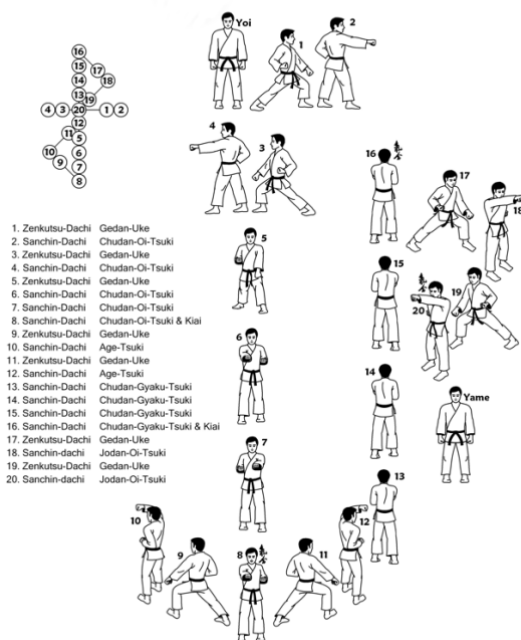 Yoi
1
2
16
15
17
14
18
13
19
4
3
20
1
2
12
11
5
10
6
9
7
8
4
3
16
17
18
5
15
19
20
6
14
Yame
7
13
10
9
8
11
12
1. Zenkutsu-Dachi Gedan-Uke
2. Sanchin-Dachi Chudan-Oi-Tsuki
3. Zenkutsu-Dachi Gedan-Uke
4. Sanchin-Dachi Chudan-Oi-Tsuki
5. Zenkutsu-Dachi Gedan-Uke
6. Sanchin-Dachi Chudan-Oi-Tsuki
7. Sanchin-Dachi Chudan-Oi-Tsuki
8. Sanchin-Dachi Chudan-Oi-Tsuki & Kiai
9. Zenkutsu-Dachi Gedan-Uke
10. Sanchin-Dachi Age-Tsuki
11. Zenkutsu-Dachi Gedan-Uke
12. Sanchin-Dachi Age-Tsuki
13. Sanchin-Dachi Chudan-Gyaku-Tsuki
14. Sanchin-Dachi Chudan-Gyaku-Tsuki
15. Sanchin-Dachi Chudan-Gyaku-Tsuki
16. Sanchin-Dachi Chudan-Gyaku-Tsuki & Kiai
17. Zenkutsu-Dachi Gedan-Uke
18. Sanchin-dachi Jodan-Oi-Tsuki
19. Zenkutsu-Dachi Gedan-Uke
20. Sanchin-dachi Jodan-Oi-Tsuki